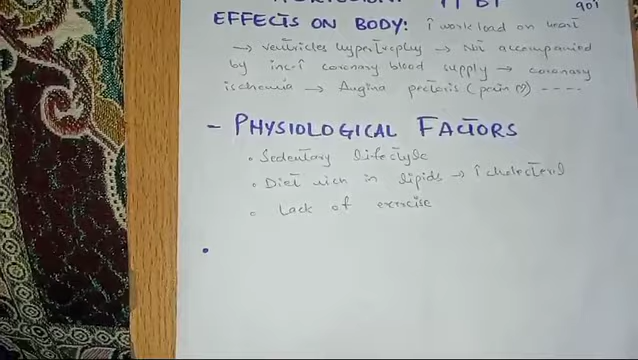 EFFECTS ON BODY: ↑ workload on heart
→ ventricles hypertrophy → Not accompanied
by inc-↑ coronary blood supply → coronary
ischemia → Angina pectoris (pain ♡) ----
- PHYSIOLOGICAL FACTORS
• Sedentary lifestyle
• Diet rich in lipids → ↑ cholesterol
• Lack of exercise
•